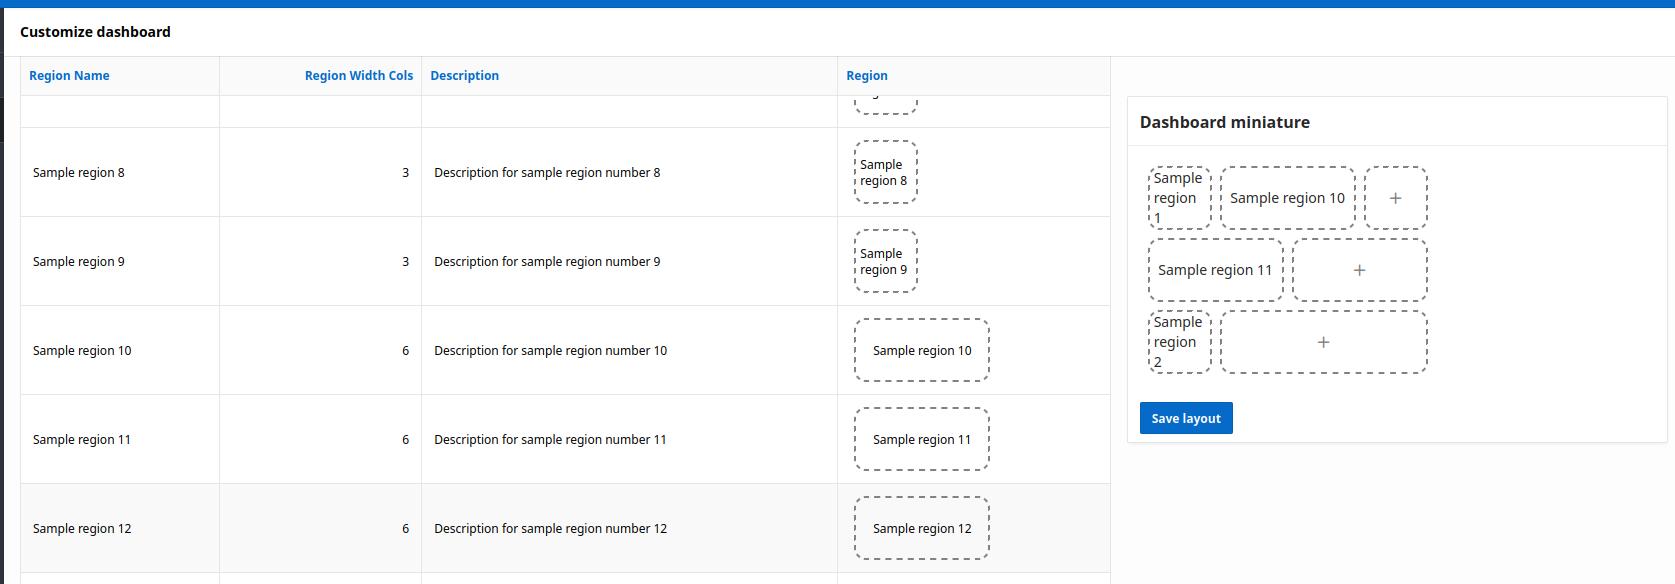 Customize dashboard
Region Name Region Width Cols Description Region
Sample region 8 3 Description for sample region number 8 Sample
region 8
Sample region 9 3 Description for sample region number 9 Sample
region 9
Sample region 10 6 Description for sample region number 10 Sample region 10
Sample region 11 6 Description for sample region number 11 Sample region 11
Sample region 12 6 Description for sample region number 12 Sample region 12
Dashboard miniature
Sample
region
1
Sample region 10 +
Sample region 11 +
Sample
region
2
+
Save layout